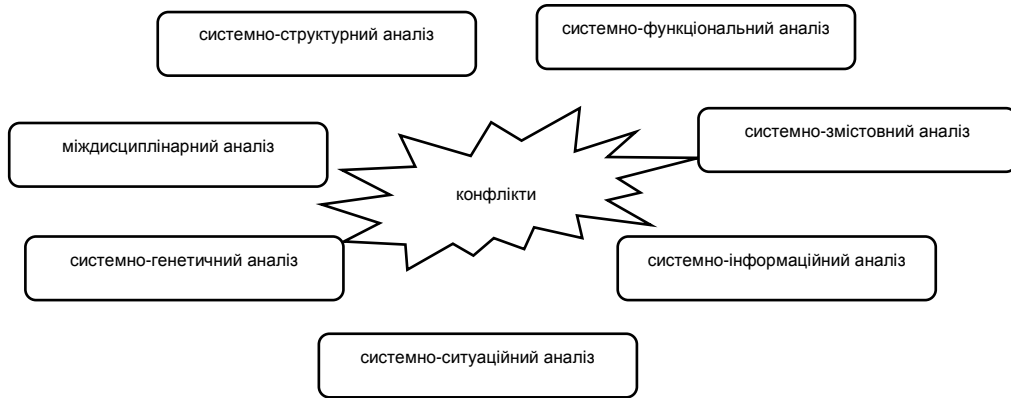 системно-структурний аналіз
системно-функціональний аналіз
міждисциплінарний аналіз
системно-змістовний аналіз
конфлікти
системно-генетичний аналіз
системно-інформаційний аналіз
системно-ситуаційний аналіз